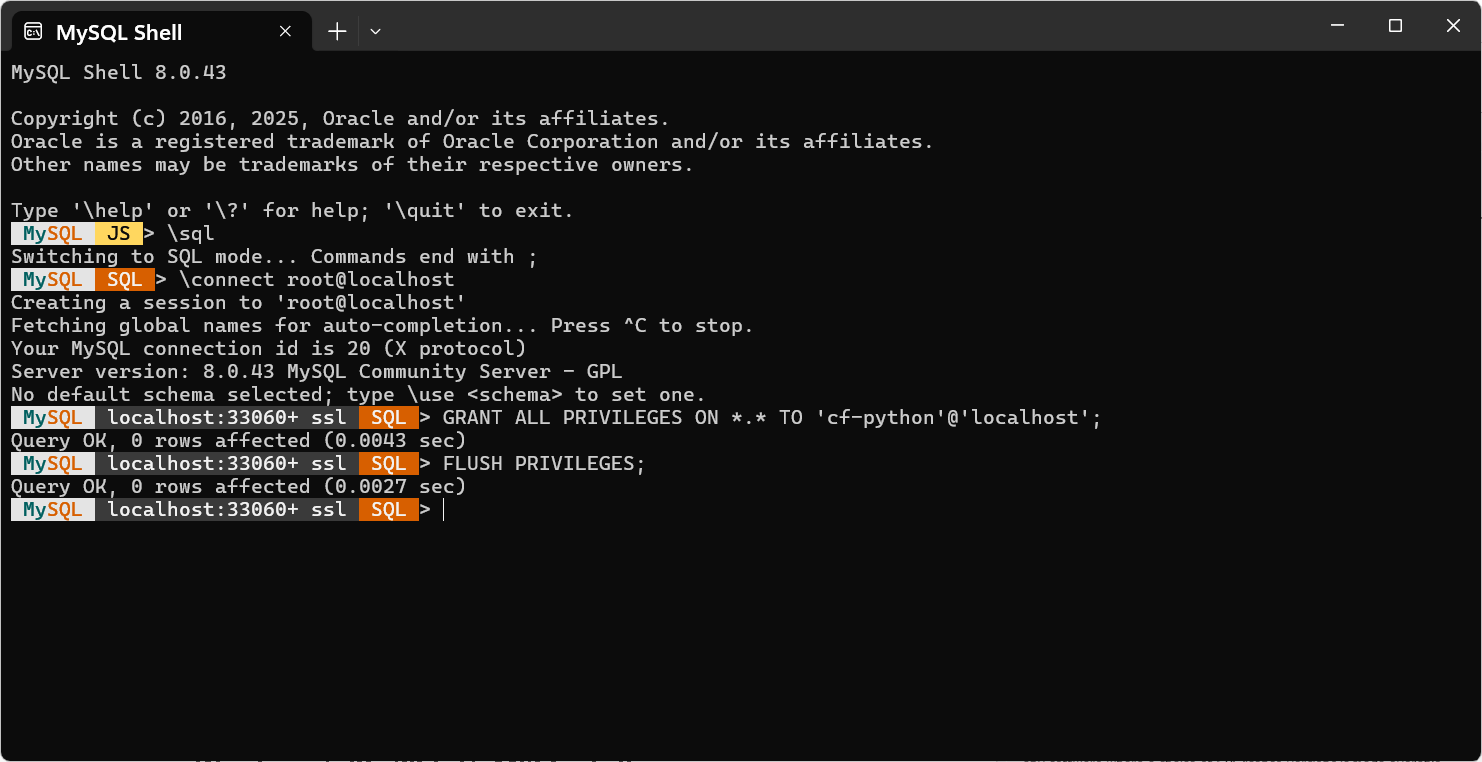 MySQL Shell
MySQL Shell 8.0.43
Copyright (c) 2016, 2025, Oracle and/or its affiliates.
Oracle is a registered trademark of Oracle Corporation and/or its affiliates.
Other names may be trademarks of their respective owners.
Type '\help' or '\?' for help; '\quit' to exit.
MySQL JS> \sql
Switching to SQL mode... Commands end with ;
MySQL SQL> \connect root@localhost
Creating a session to 'root@localhost'
Fetching global names for auto-completion... Press ^C to stop.
Your MySQL connection id is 20 (X protocol)
Server version: 8.0.43 MySQL Community Server - GPL
No default schema selected; type \use <schema> to set one.
MySQL localhost:33060+ ssl SQL> GRANT ALL PRIVILEGES ON *.* TO 'cf-python'@'localhost';
Query OK, 0 rows affected (0.0043 sec)
MySQL localhost:33060+ ssl SQL> FLUSH PRIVILEGES;
Query OK, 0 rows affected (0.0027 sec)
MySQL localhost:33060+ ssl SQL>